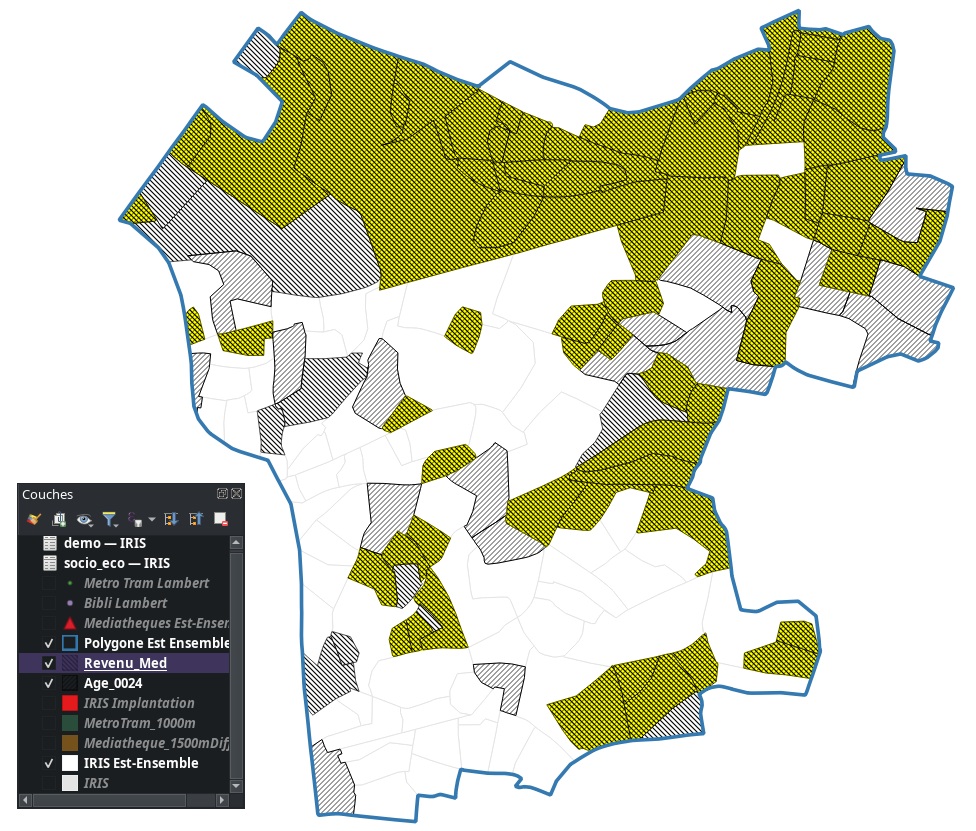 Couches
demo — IRIS
socio_eco — IRIS
Metro Tram Lambert
Bibli Lambert
Mediatheques Est-Enser
Polygone Est Ensemble
Revenu_Med
Age_0024
IRIS Implantation
MetroTram_1000m
Mediatheque_1500mDiff
IRIS Est-Ensemble
IRIS